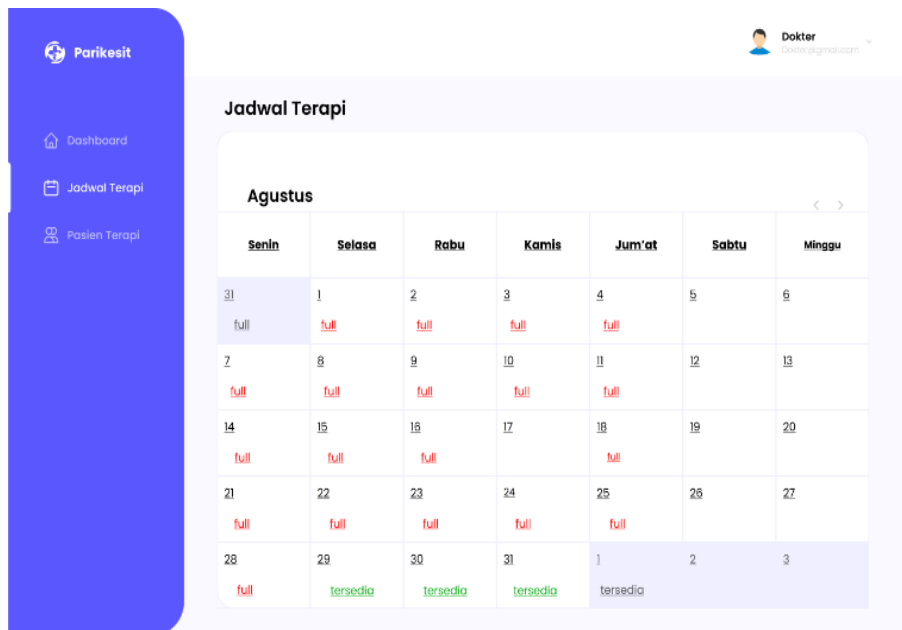 Parikesit
Dokter
Dokter@gmail.com
Jadwal Terapi
Dashboard
Jadwal Terapi
Pasien Terapi
Agustus
Senin Selasa Rabu Kamis Jum'at Sabtu Minggu
31 1 2 3 4 5 6
full full full full full
7 8 9 10 11 12 13
full full full full full
14 15 16 17 18 19 20
full full full full
21 22 23 24 25 26 27
full full full full full
28 29 30 31 1 2 3
full tersedia tersedia tersedia tersedia